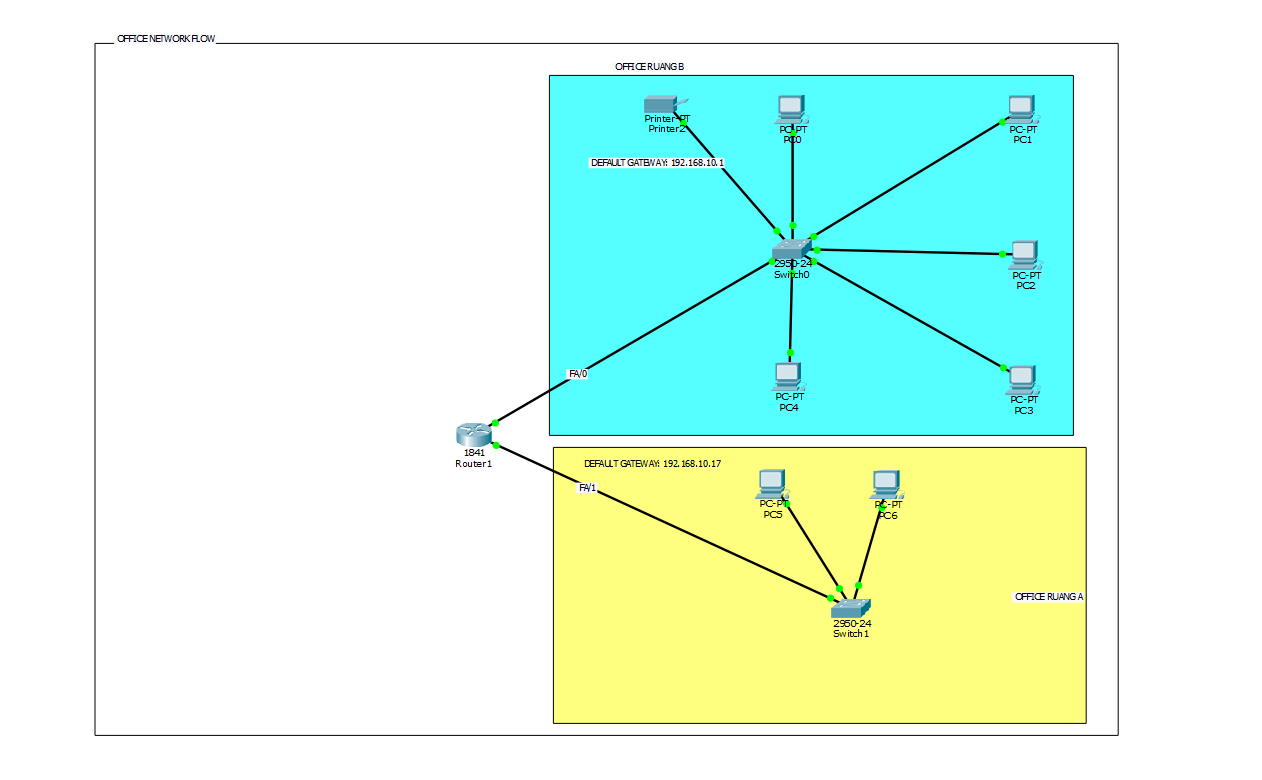 OFFICE NETWORK FLOW
OFFICE RUANG B
Printer-PT
Printer2
PC-PT
PC0
PC-PT
PC1
DEFAULT GATEWAY: 192.168.10.1
2950-24
Switch0
PC-PT
PC2
FA/0
PC-PT
PC4
PC-PT
PC3
1841
Router1
DEFAULT GATEWAY: 192.168.10.17
FA/1
PC-PT
PC5
PC-PT
PC6
OFFICE RUANG A
2950-24
Switch1